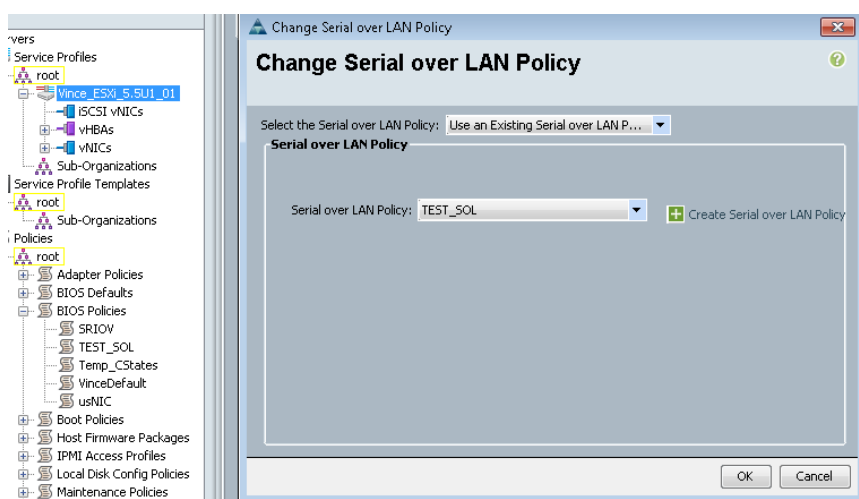 rvers
Service Profiles
root
Vince_ESXi_5.5U1_01
iSCSI vNICs
vHBAs
vNICs
Sub-Organizations
Service Profile Templates
root
Sub-Organizations
Policies
root
Adapter Policies
BIOS Defaults
BIOS Policies
SRIOV
TEST_SOL
Temp_CStates
VinceDefault
usNIC
Boot Policies
Host Firmware Packages
IPMI Access Profiles
Local Disk Config Policies
Maintenance Policies
Change Serial over LAN Policy
Change Serial over LAN Policy
Select the Serial over LAN Policy: Use an Existing Serial over LAN P...
Serial over LAN Policy
Serial over LAN Policy: TEST_SOL
Create Serial over LAN Policy
OK Cancel